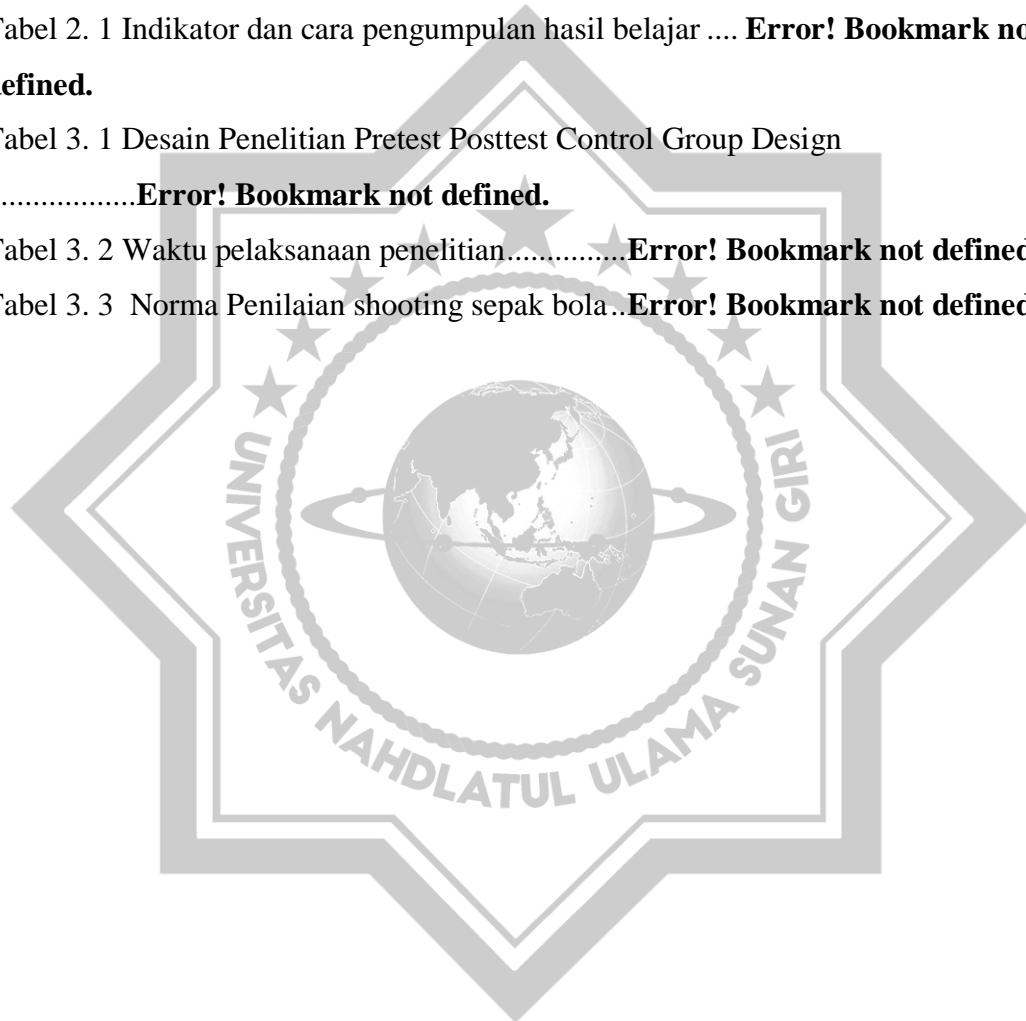 Tabel 2. 1 Indikator dan cara pengumpulan hasil belajar .... Error! Bookmark no
defined.
Tabel 3. 1 Desain Penelitian Pretest Posttest Control Group Design
.................Error! Bookmark not defined.
Tabel 3. 2 Waktu pelaksanaan penelitian...............Error! Bookmark not defined
Tabel 3. 3  Norma Penilaian shooting sepak bola..Error! Bookmark not defined
UNIVERSITAS NAHDLATUL ULAMA SUNAN GIRI